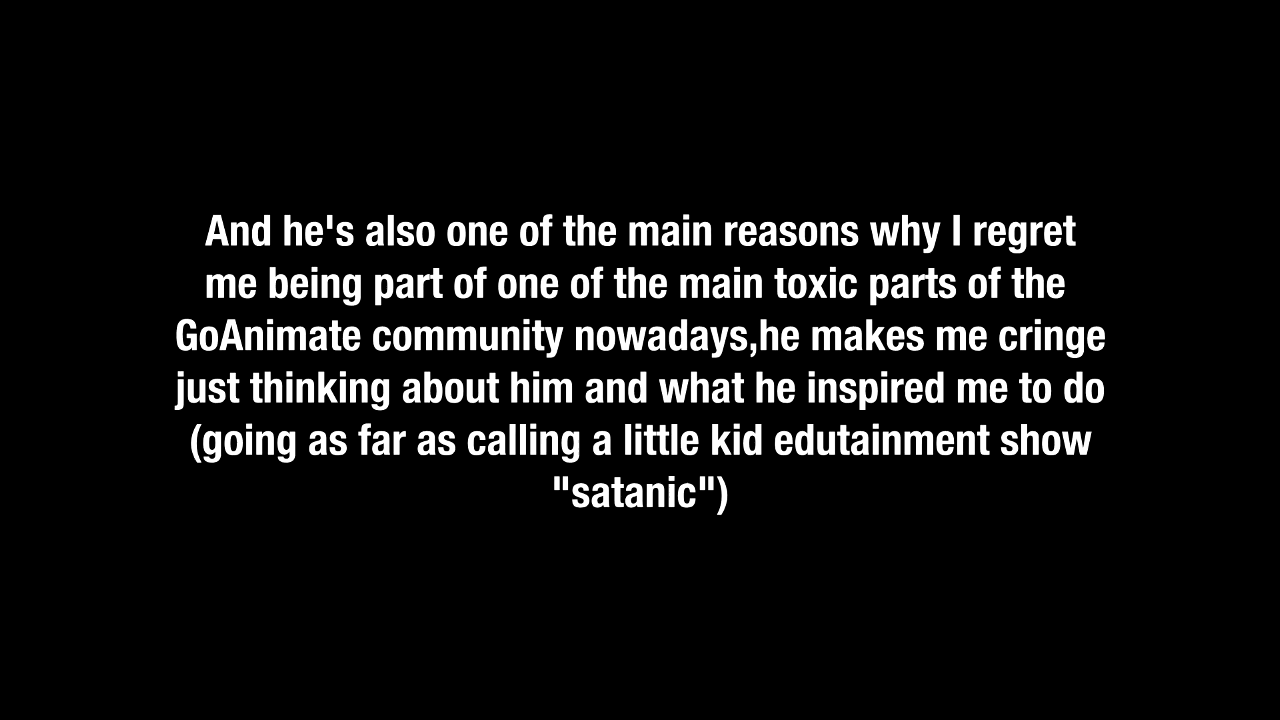 And he's also one of the main reasons why I regret
me being part of one of the main toxic parts of the
GoAnimate community nowadays,he makes me cringe
just thinking about him and what he inspired me to do
(going as far as calling a little kid edutainment show
"satanic")